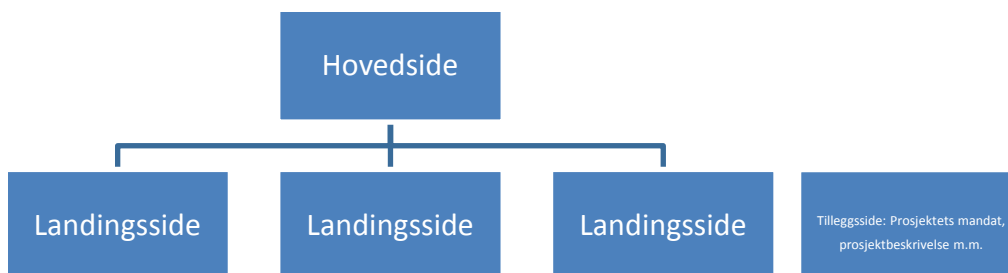 Hovedside
Landingsside
Landingsside
Landingsside
Tilleggsside: Prosjektets mandat,
prosjektbeskrivelse m.m.